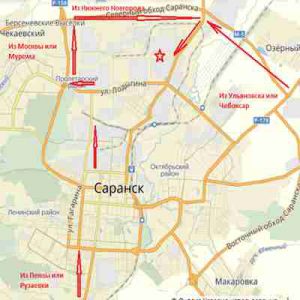 Из Нижнего Новгорода
Р-158
Северный обход Саранска
Берсеневские Выселки
Чекаевский
Озёрный
Из Москвы или
Мурома
Пролетарский
ул. Лодыгина
Из Ульяновска или
Чебоксар
Р-178
Октябрьский
район
Саранск
Ленинский район
ул. Гагарина
Восточный обход Саранска
Макаровка
Из Пензы или
Рузаевки